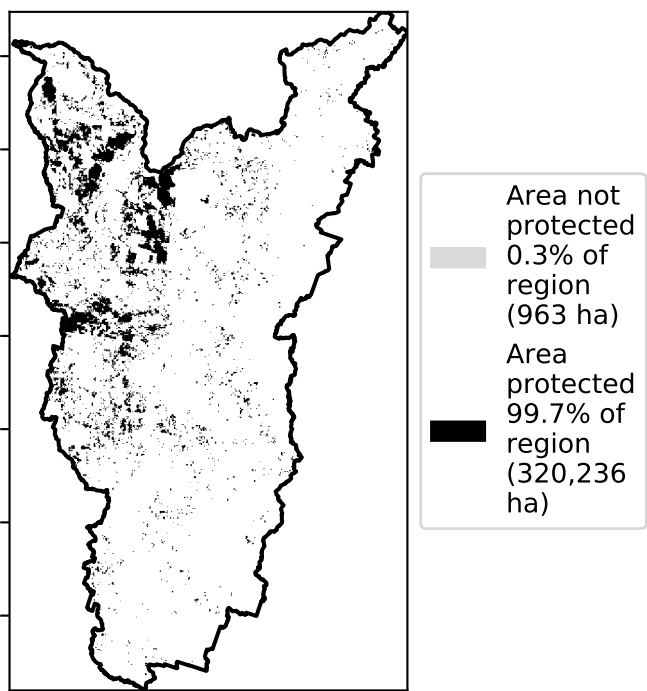 Area not
protected
0.3% of
region
(963 ha)
Area
protected
99.7% of
region
(320,236
ha)